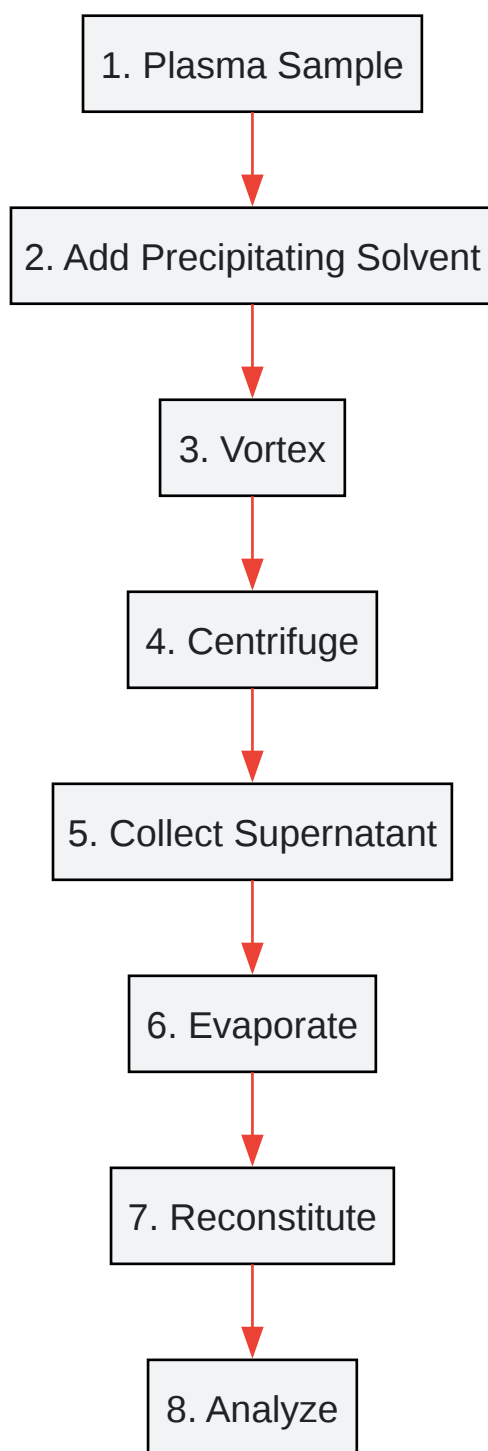 1. Plasma Sample
2. Add Precipitating Solvent
3. Vortex
4. Centrifuge
5. Collect Supernatant
6. Evaporate
7. Reconstitute
8. Analyze